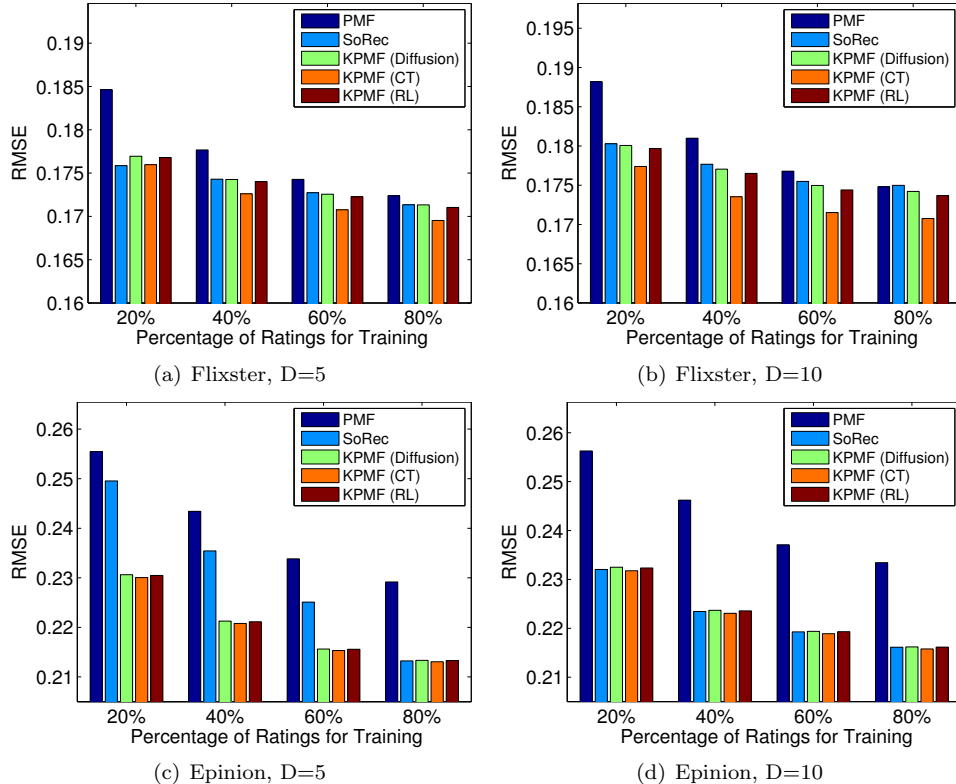 0.19
0.185
0.18
0.175
0.17
0.165
0.16
RMSE
PMF
SoRec
KPMF (Diffusion)
KPMF (CT)
KPMF (RL)
20% 40% 60% 80%
Percentage of Ratings for Training
(a) Flixster, D=5
0.195
0.19
0.185
0.18
0.175
0.17
0.165
0.16
RMSE
PMF
SoRec
KPMF (Diffusion)
KPMF (CT)
KPMF (RL)
20% 40% 60% 80%
Percentage of Ratings for Training
(b) Flixster, D=10
0.26
0.25
0.24
0.23
0.22
0.21
RMSE
PMF
SoRec
KPMF (Diffusion)
KPMF (CT)
KPMF (RL)
20% 40% 60% 80%
Percentage of Ratings for Training
(c) Epinion, D=5
0.26
0.25
0.24
0.23
0.22
0.21
RMSE
PMF
SoRec
KPMF (Diffusion)
KPMF (CT)
KPMF (RL)
20% 40% 60% 80%
Percentage of Ratings for Training
(d) Epinion, D=10